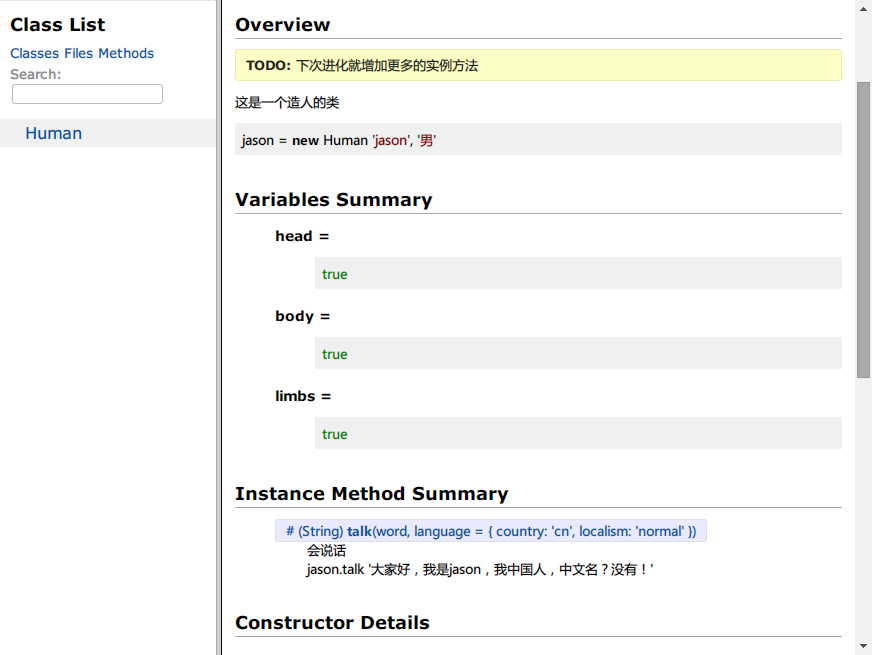 Class List
Classes Files Methods
Search:
Human
Overview
TODO: 下次进化就增加更多的实例方法
这是一个造人的类
jason = new Human 'jason', '男'
Variables Summary
head =
true
body =
true
limbs =
true
Instance Method Summary
# (String) talk(word, language = { country: 'cn', localism: 'normal' })
会说话
jason.talk '大家好，我是jason，我中国人，中文名？没有！'
Constructor Details